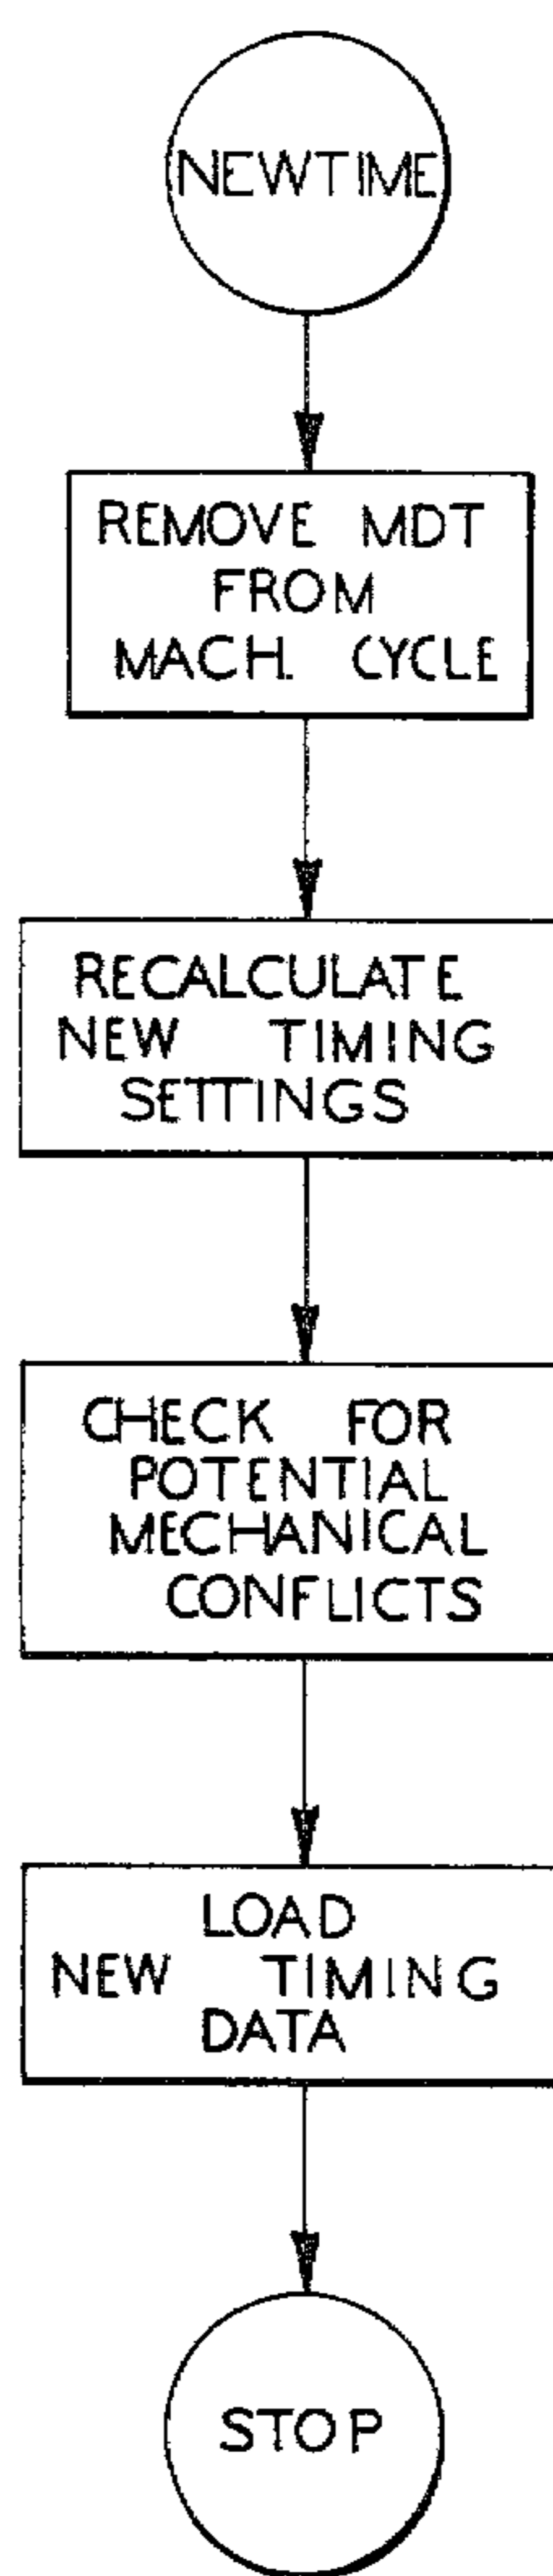 NEWTIME
REMOVE MDT
FROM
MACH. CYCLE
RECALCULATE
NEW TIMING
SETTINGS
CHECK FOR
POTENTIAL
MECHANICAL
CONFLICTS
LOAD
NEW TIMING
DATA
STOP